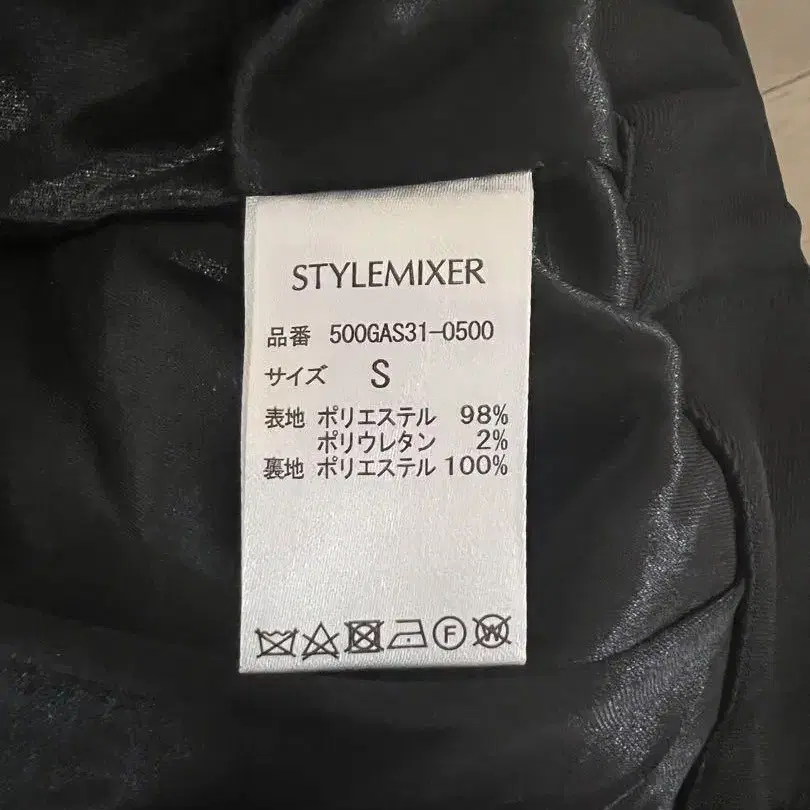 STYLEMIXER
品番 500GAS31-0500
サイズ S
表地 ポリエステル 98%
ポリウレタン 2%
裏地 ポリエステル 100%
F W